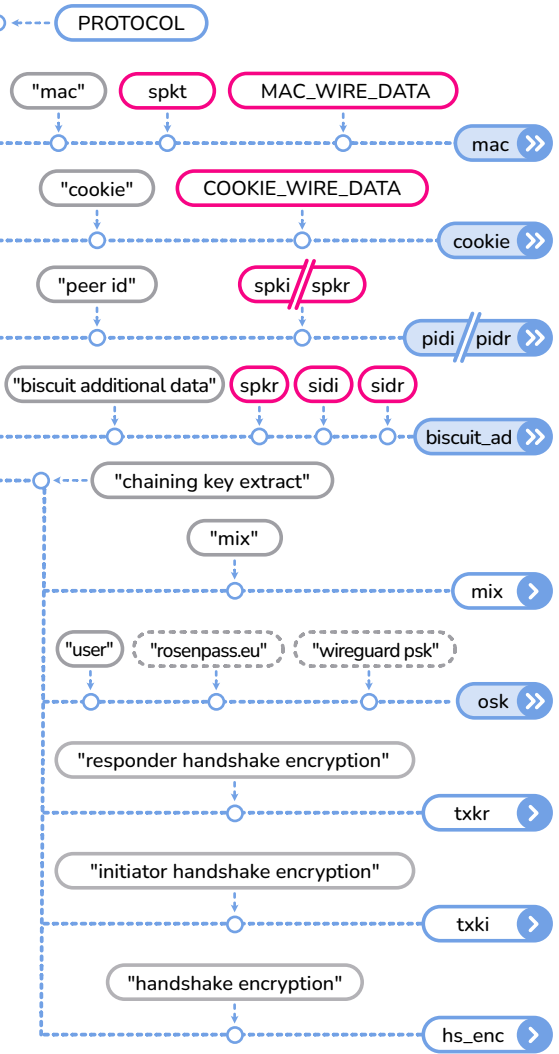 PROTOCOL
"mac" spkt MAC_WIRE_DATA
mac
"cookie" COOKIE_WIRE_DATA
cookie
"peer id" spki spkr
pidi pidr
"biscuit additional data" spkr sidi sidr
biscuit_ad
"chaining key extract"
"mix"
mix
"user" "rosenpass.eu" "wireguard psk"
osk
"responder handshake encryption"
txkr
"initiator handshake encryption"
txki
"handshake encryption"
hs_enc